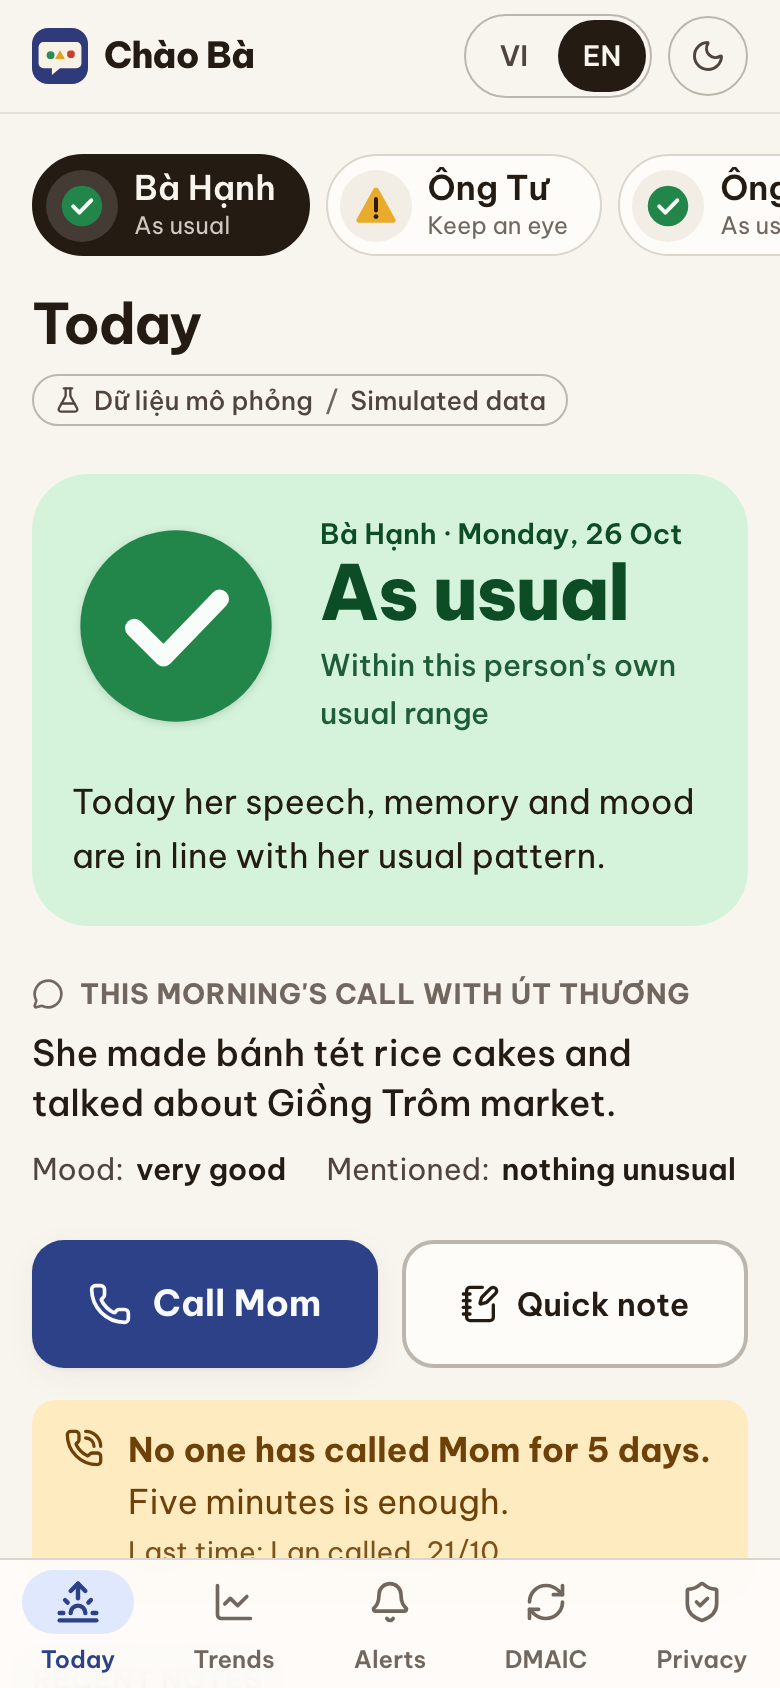 Chào Bà
VI
EN
Bà Hạnh
As usual
Ông Tư
Keep an eye
Ông
As us
Today
Dữ liệu mô phỏng / Simulated data
Bà Hạnh · Monday, 26 Oct
As usual
Within this person's own
usual range
Today her speech, memory and mood
are in line with her usual pattern.
THIS MORNING'S CALL WITH ÚT THƯƠNG
She made bánh tét rice cakes and
talked about Giồng Trôm market.
Mood: very good Mentioned: nothing unusual
Call Mom
Quick note
No one has called Mom for 5 days.
Five minutes is enough.
Last time: Lan called, 21/10
Today
Trends
Alerts
DMAIC
Privacy